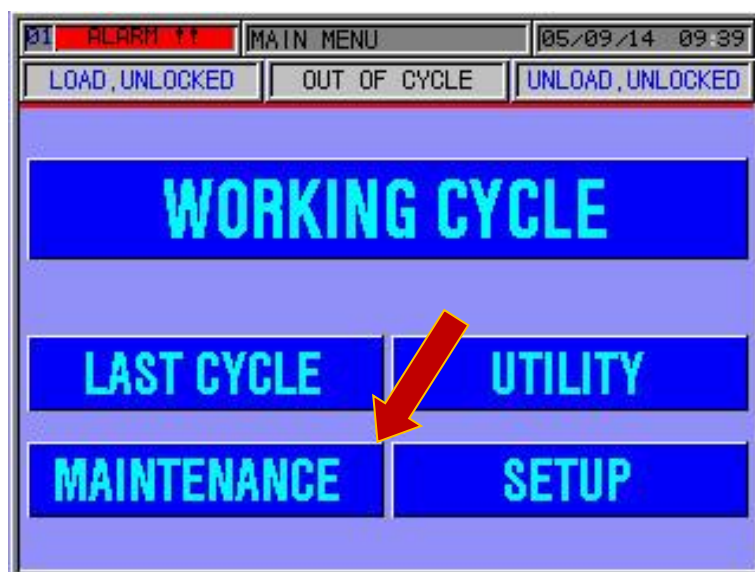 01 ALARM !! MAIN MENU 05/09/14 09:39
LOAD,UNLOCKED OUT OF CYCLE UNLOAD,UNLOCKED
WORKING CYCLE
LAST CYCLE UTILITY
MAINTENANCE SETUP